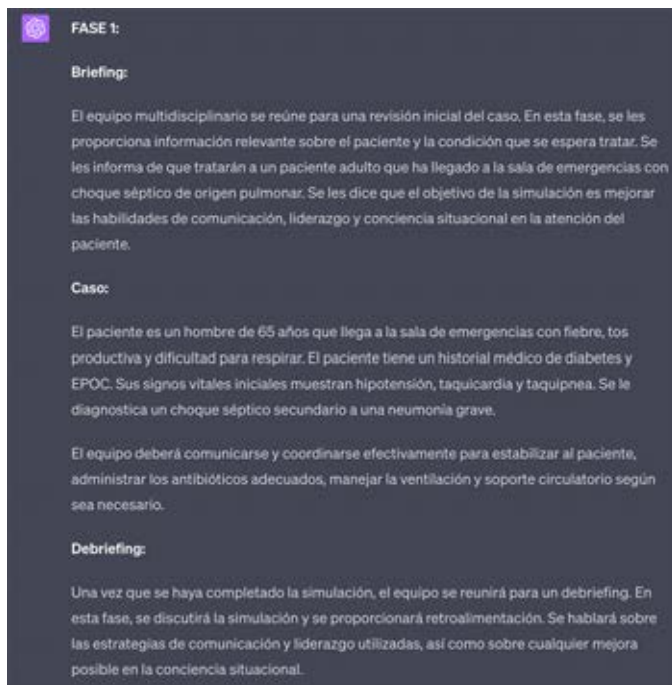 FASE 1:
Briefing:
El equipo multidisciplinario se reúne para una revisión inicial del caso. En esta fase, se les
proporciona información relevante sobre el paciente y la condición que se espera tratar. Se
les informa de que tratarán a un paciente adulto que ha llegado a la sala de emergencias con
choque séptico de origen pulmonar. Se les dice que el objetivo de la simulación es mejorar
las habilidades de comunicación, liderazgo y conciencia situacional en la atención del
paciente.
Caso:
El paciente es un hombre de 65 años que llega a la sala de emergencias con fiebre, tos
productiva y dificultad para respirar. El paciente tiene un historial médico de diabetes y
EPOC. Sus signos vitales iniciales muestran hipotensión, taquicardia y taquipnea. Se le
diagnostica un choque séptico secundario a una neumonía grave.
El equipo deberá comunicarse y coordinarse efectivamente para estabilizar al paciente,
administrar los antibióticos adecuados, manejar la ventilación y soporte circulatorio según
sea necesario.
Debriefing:
Una vez que se haya completado la simulación, el equipo se reunirá para un debriefing. En
esta fase, se discutirá la simulación y se proporcionará retroalimentación. Se hablará sobre
las estrategias de comunicación y liderazgo utilizadas, así como sobre cualquier mejora
posible en la conciencia situacional.